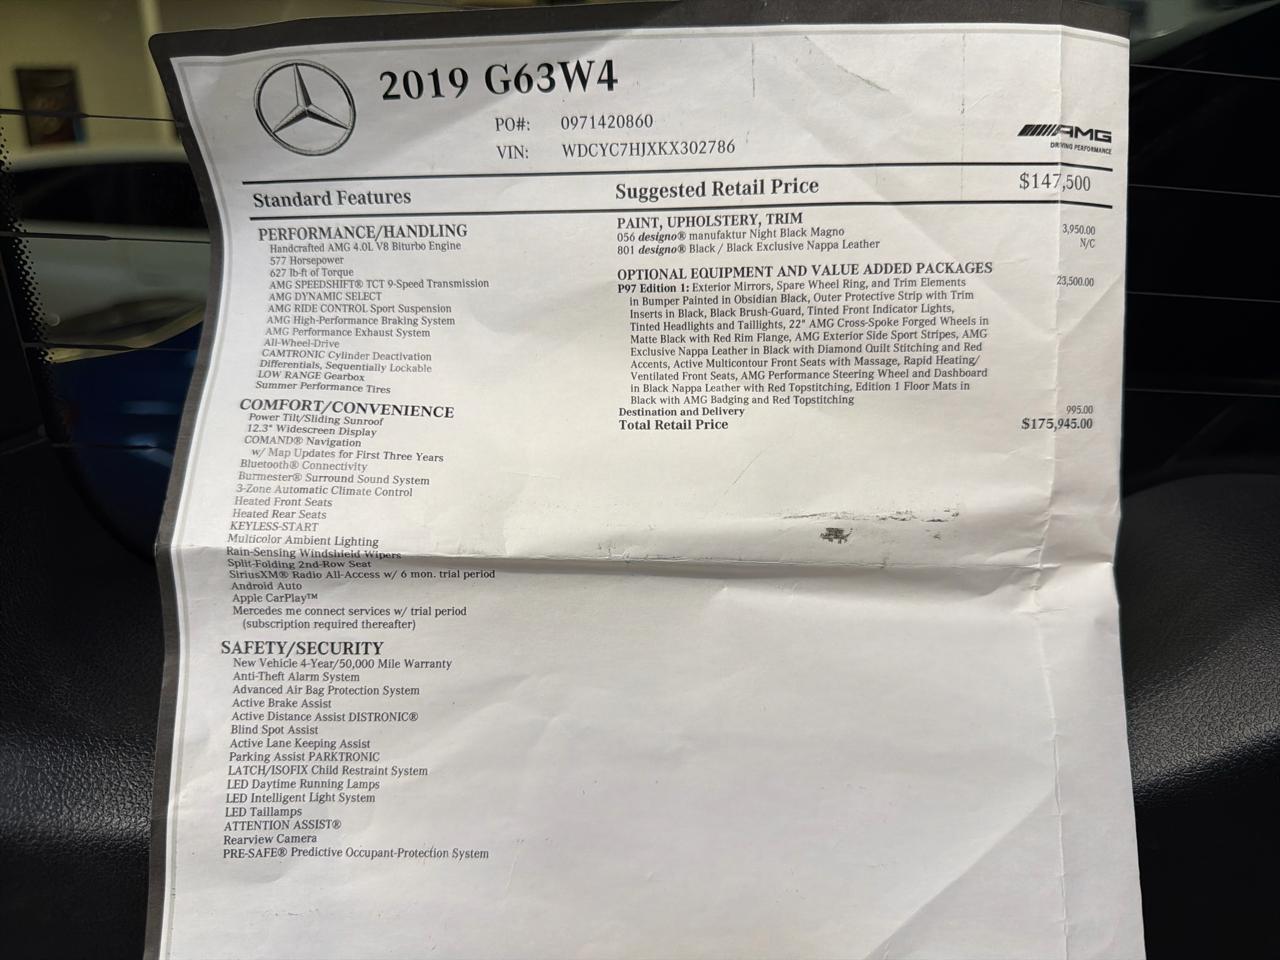 2019 G63W4
PO#: 0971420860
VIN: WDCYC7HJXKX302786
AMG
DRIVING PERFORMANCE
Standard Features
Suggested Retail Price $147,500
PERFORMANCE/HANDLING
Handcrafted AMG 4.0L V8 Biturbo Engine
577 Horsepower
627 lb-ft of Torque
AMG SPEEDSHIFT® TCT 9-Speed Transmission
AMG DYNAMIC SELECT
AMG RIDE CONTROL Sport Suspension
AMG High-Performance Braking System
AMG Performance Exhaust System
All-Wheel-Drive
CAMTRONIC Cylinder Deactivation
Differentials, Sequentially Lockable
LOW RANGE Gearbox
Summer Performance Tires
COMFORT/CONVENIENCE
Power Tilt/Sliding Sunroof
12.3" Widescreen Display
COMAND® Navigation
w/ Map Updates for First Three Years
Bluetooth® Connectivity
Burmester® Surround Sound System
3-Zone Automatic Climate Control
Heated Front Seats
Heated Rear Seats
KEYLESS-START
Multicolor Ambient Lighting
Rain-Sensing Windshield Wipers
Split-Folding 2nd-Row Seat
SiriusXM® Radio All-Access w/ 6 mon. trial period
Android Auto
Apple CarPlay™
Mercedes me connect services w/ trial period
(subscription required thereafter)
SAFETY/SECURITY
New Vehicle 4-Year/50,000 Mile Warranty
Anti-Theft Alarm System
Advanced Air Bag Protection System
Active Brake Assist
Active Distance Assist DISTRONIC®
Blind Spot Assist
Active Lane Keeping Assist
Parking Assist PARKTRONIC
LATCH/ISOFIX Child Restraint System
LED Daytime Running Lamps
LED Intelligent Light System
LED Taillamps
ATTENTION ASSIST®
Rearview Camera
PRE-SAFE® Predictive Occupant-Protection System
PAINT, UPHOLSTERY, TRIM
056 designo® manufaktur Night Black Magno 3,950.00
801 designo® Black / Black Exclusive Nappa Leather N/C
OPTIONAL EQUIPMENT AND VALUE ADDED PACKAGES
P97 Edition 1: Exterior Mirrors, Spare Wheel Ring, and Trim Elements 23,500.00
in Bumper Painted in Obsidian Black, Outer Protective Strip with Trim
Inserts in Black, Black Brush-Guard, Tinted Front Indicator Lights,
Tinted Headlights and Taillights, 22" AMG Cross-Spoke Forged Wheels in
Matte Black with Red Rim Flange, AMG Exterior Side Sport Stripes, AMG
Exclusive Nappa Leather in Black with Diamond Quilt Stitching and Red
Accents, Active Multicontour Front Seats with Massage, Rapid Heating/
Ventilated Front Seats, AMG Performance Steering Wheel and Dashboard
in Black Nappa Leather with Red Topstitching, Edition 1 Floor Mats in
Black with AMG Badging and Red Topstitching
Destination and Delivery 995.00
Total Retail Price $175,945.00